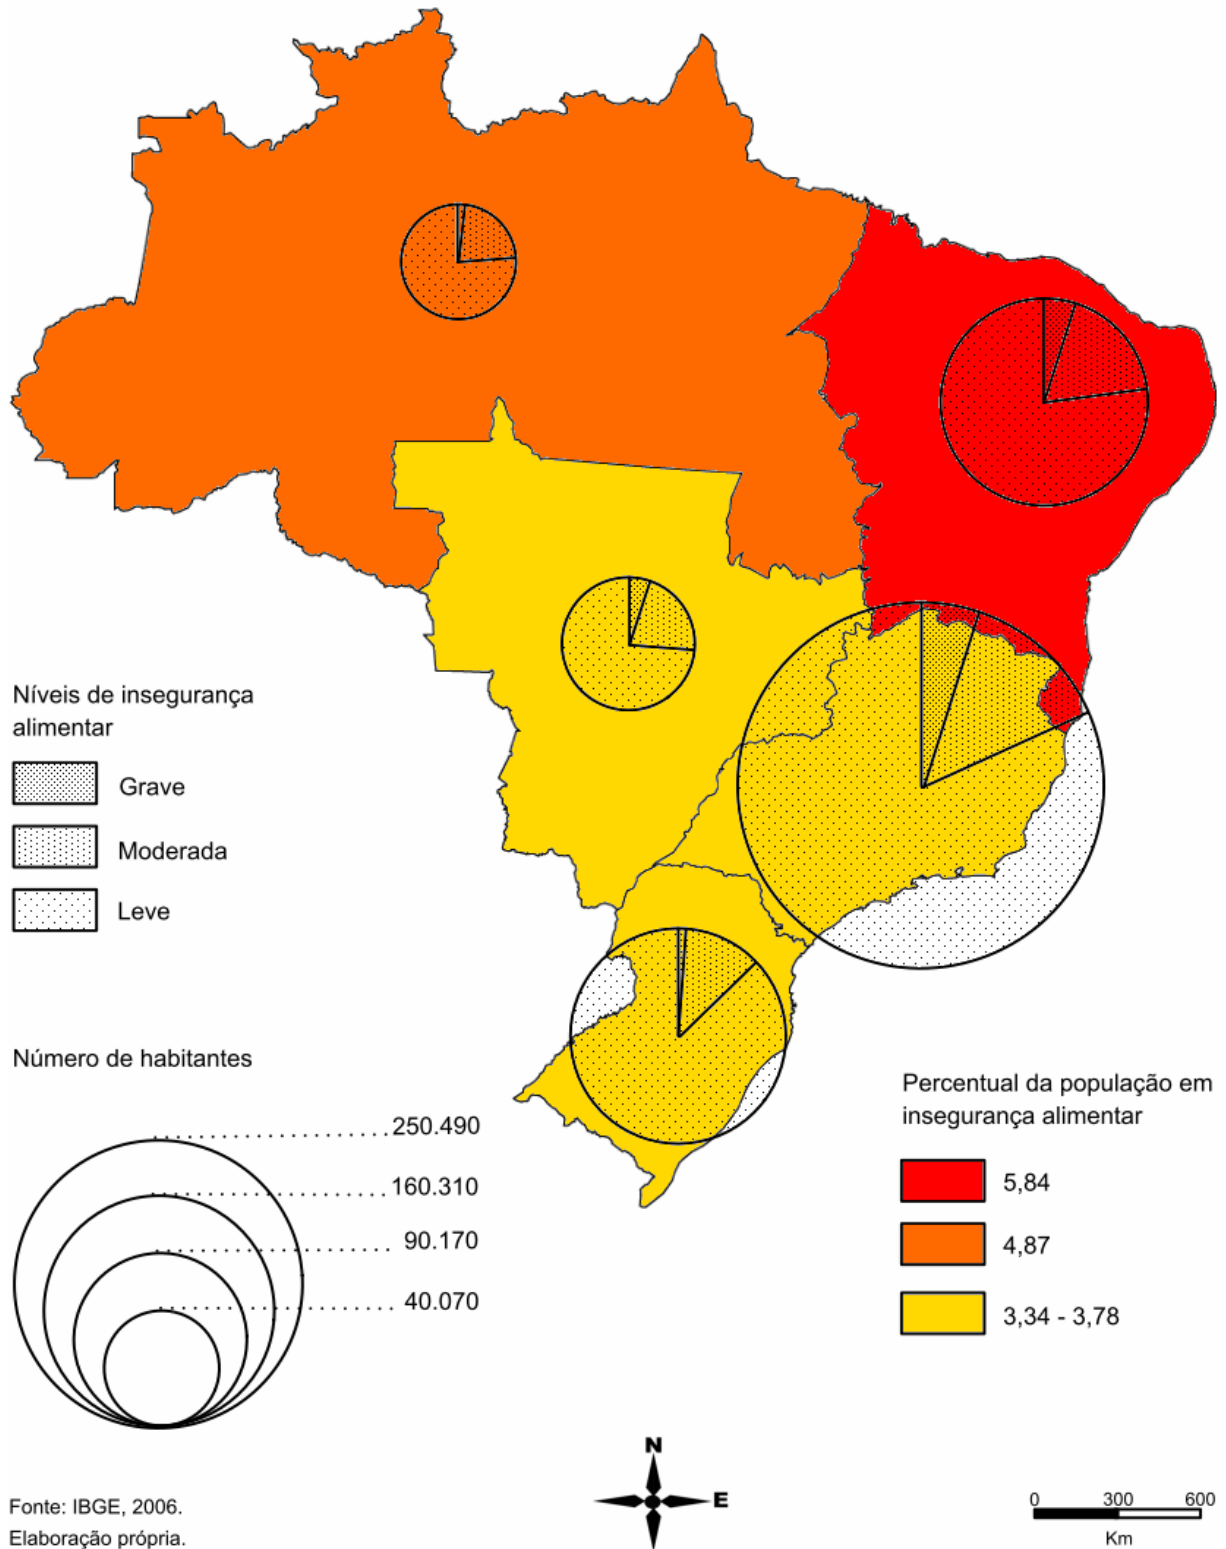 Níveis de insegurança
alimentar
Grave
Moderada
Leve
Número de habitantes
250.490
160.310
90.170
40.070
Percentual da população em
insegurança alimentar
5,84
4,87
3,34 - 3,78
Fonte: IBGE, 2006.
Elaboração própria.
N
E
0 300 600
Km